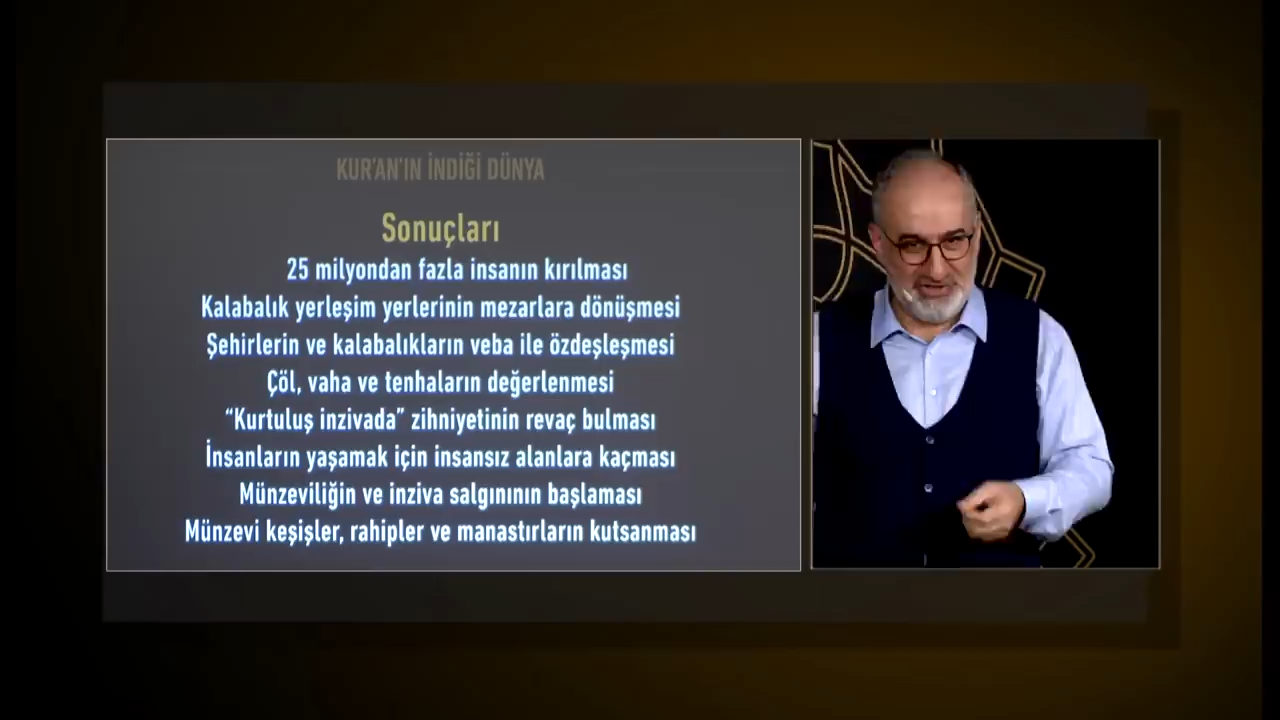 KUR'AN'IN İNDİĞİ DÜNYA
Sonuçları
25 milyondan fazla insanın kırılması
Kalabalık yerleşim yerlerinin mezarlara dönüşmesi
Şehirlerin ve kalabalıkların veba ile özdeşleşmesi
Çöl, vaha ve tenhaların değerlenmesi
“Kurtuluş inzivada” zihniyetinin revaç bulması
İnsanların yaşamak için insansız alanlara kaçması
Münzeviliğin ve inziva salgınının başlaması
Münzevi keşişler, rahipler ve manastırların kutsanması